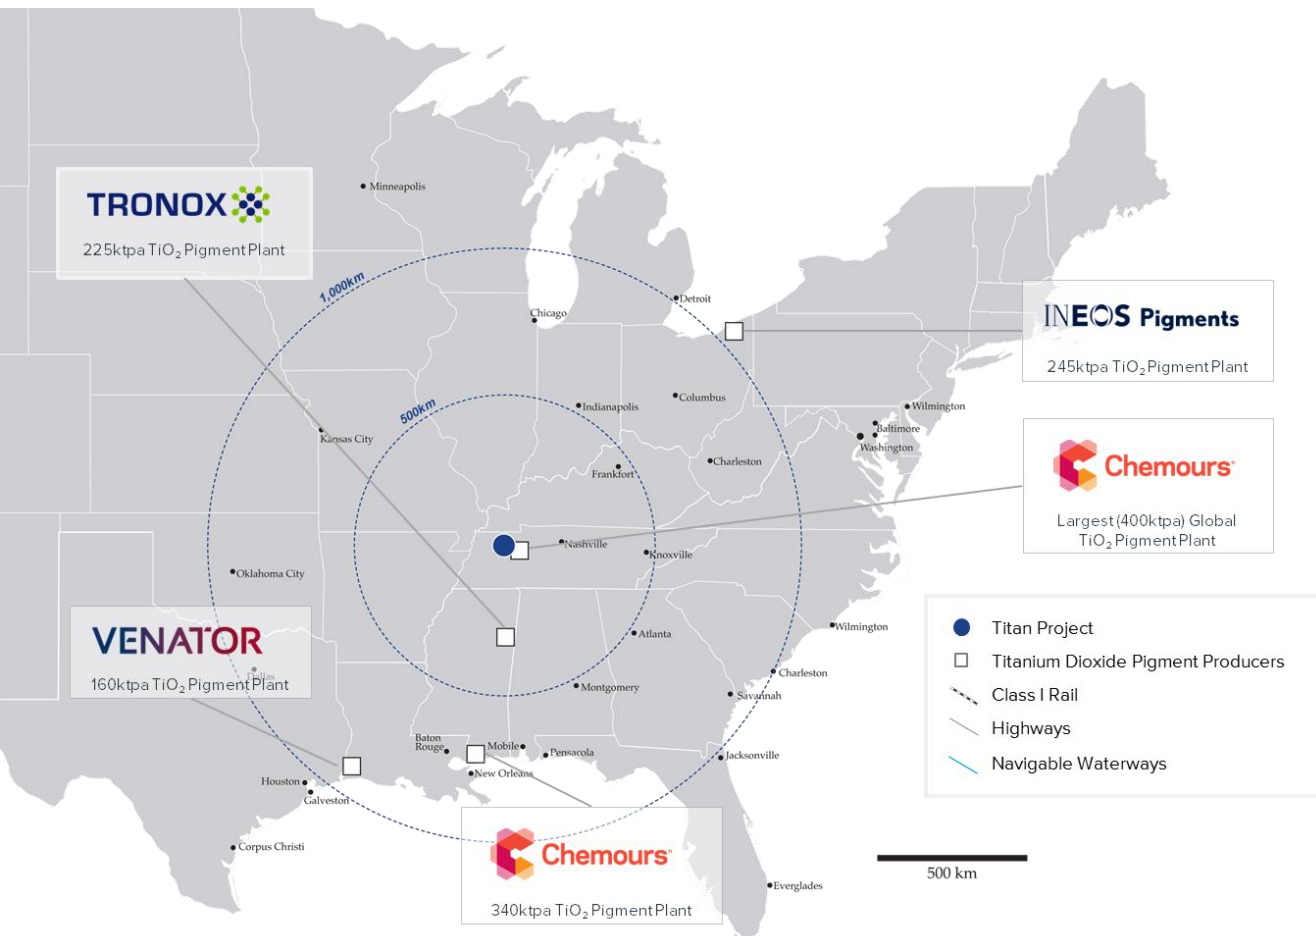 Minneapolis
TRONOX
225ktpa TiO₂ Pigment Plant
1,000km
Detroit
Chicago
INEOS Pigments
245ktpa TiO₂ Pigment Plant
500km
Indianapolis
Columbus
Wilmington
Baltimore
Washington
Kansas City
Frankfort
Charleston
Chemours™
Largest (400ktpa) Global
TiO₂ Pigment Plant
Nashville
Knoxville
Oklahoma City
VENATOR
Dallas
160ktpa TiO₂ Pigment Plant
Atlanta
Wilmington
Charleston
Montgomery
Savannah
Titan Project
Titanium Dioxide Pigment Producers
Class I Rail
Highways
Navigable Waterways
Baton
Rouge
Mobile
Pensacola
New Orleans
Jacksonville
Houston
Galveston
Corpus Christi
Chemours™
340ktpa TiO₂ Pigment Plant
Everglades
500 km